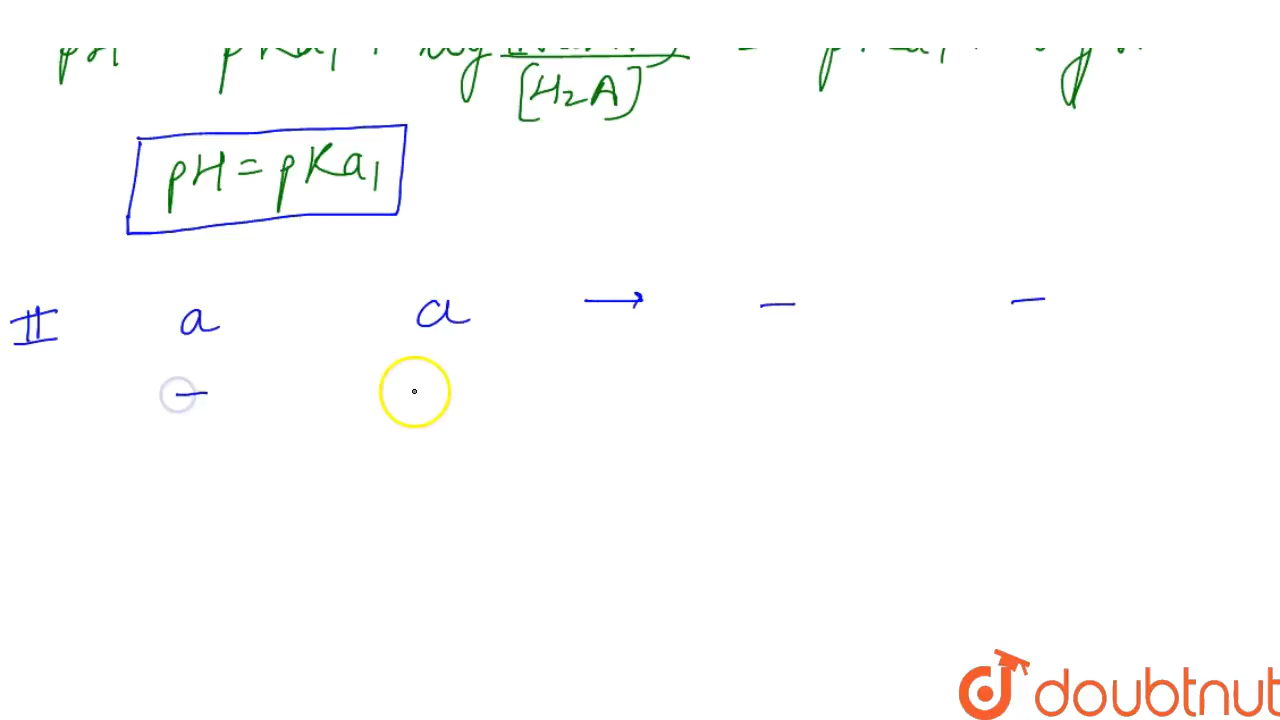 [H₂A]
pH = pKa₁
II a a → — —
—
doubtnut